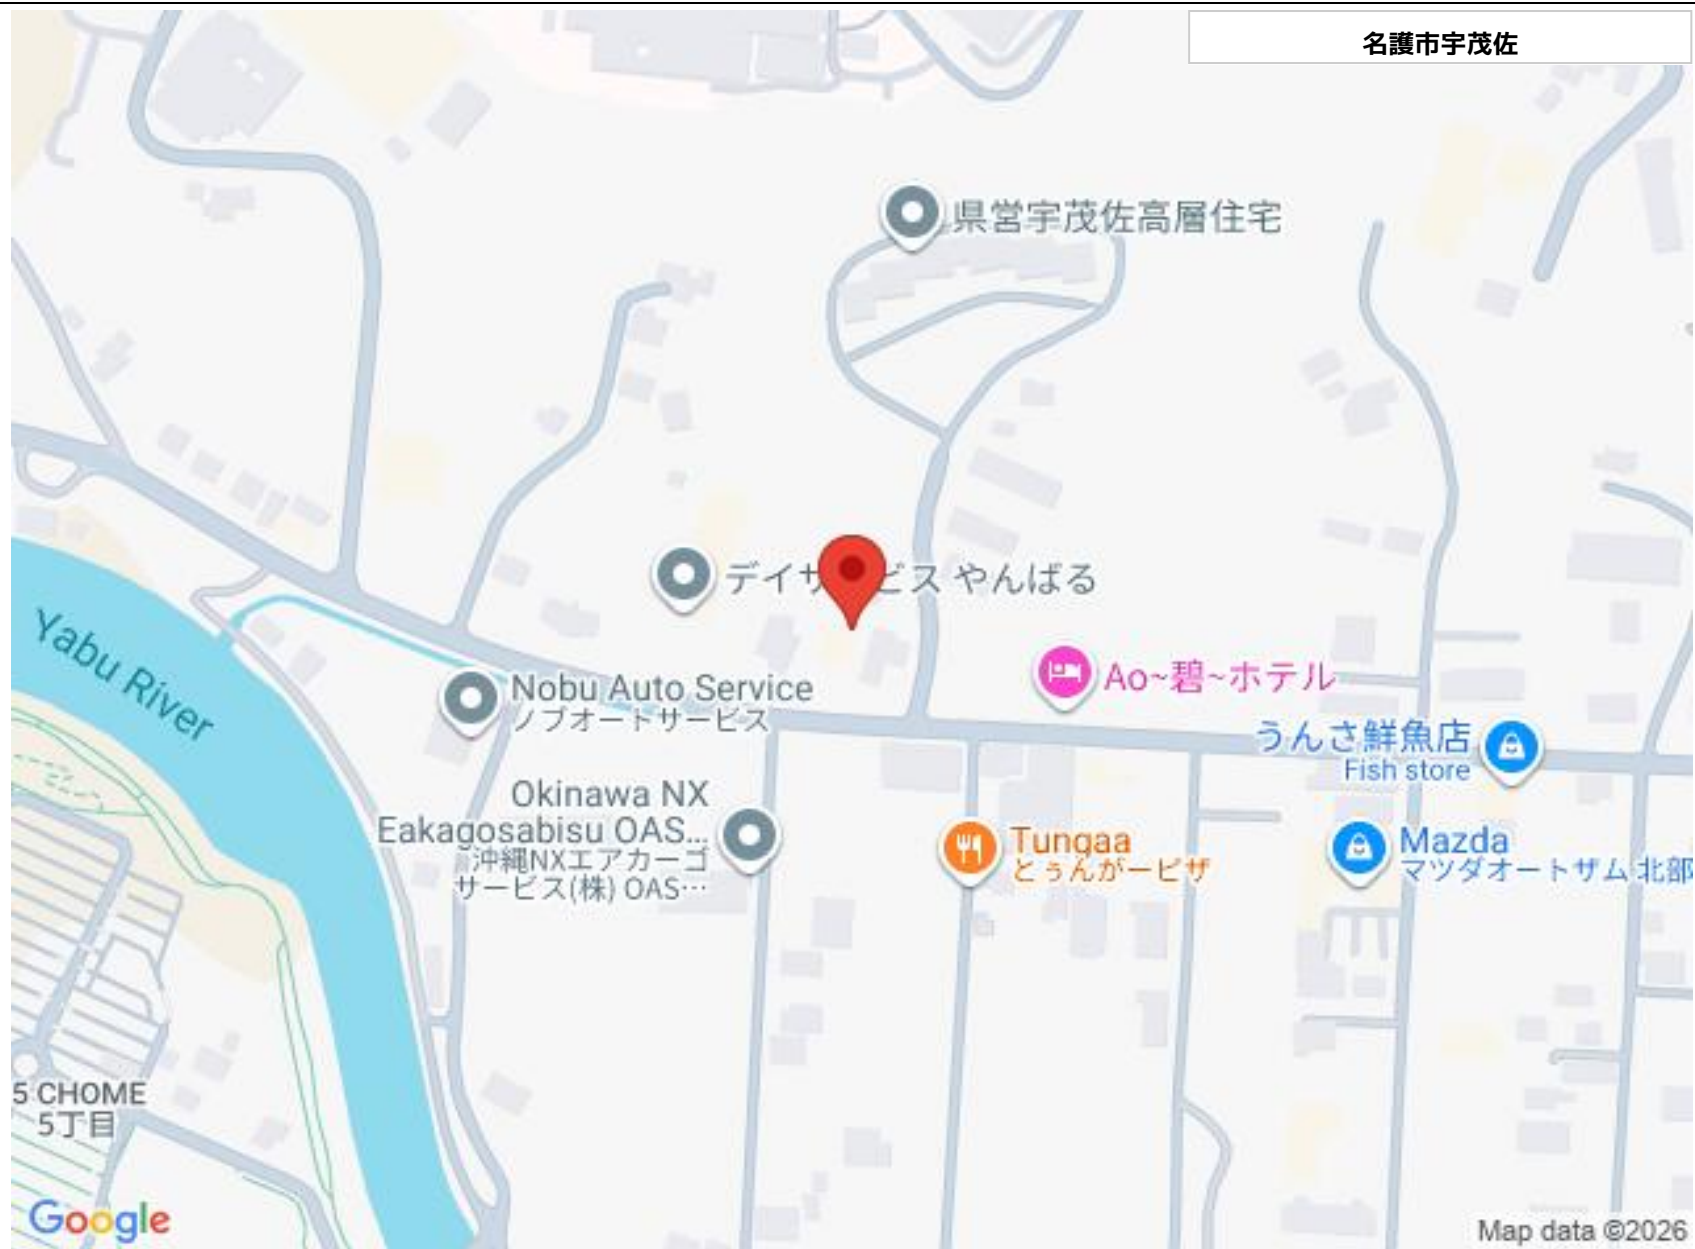 名護市宇茂佐
県営宇茂佐高層住宅
デイサ ビス やんばる
Yabu River
Nobu Auto Service
ノブオートサービス
Ao~碧~ホテル
うんさ鮮魚店
Fish store
Okinawa NX
Eakagosabisu OAS...
沖縄NXエアカーゴ
サービス(株) OAS…
Tungaa
とぅんがーピザ
Mazda
マツダオートザム 北部
5 CHOME
5丁目
Google
Map data ©2026